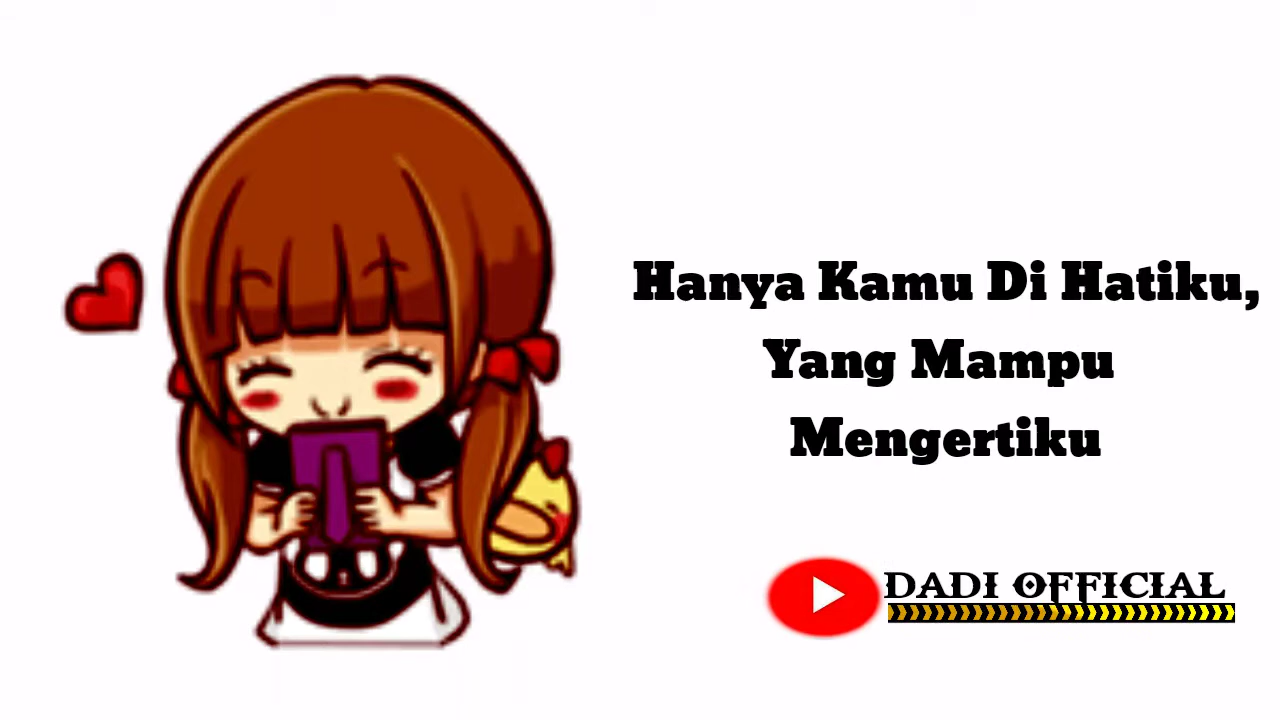 Hanya Kamu Di Hatiku,
Yang Mampu
Mengertiku
DADI OFFICIAL